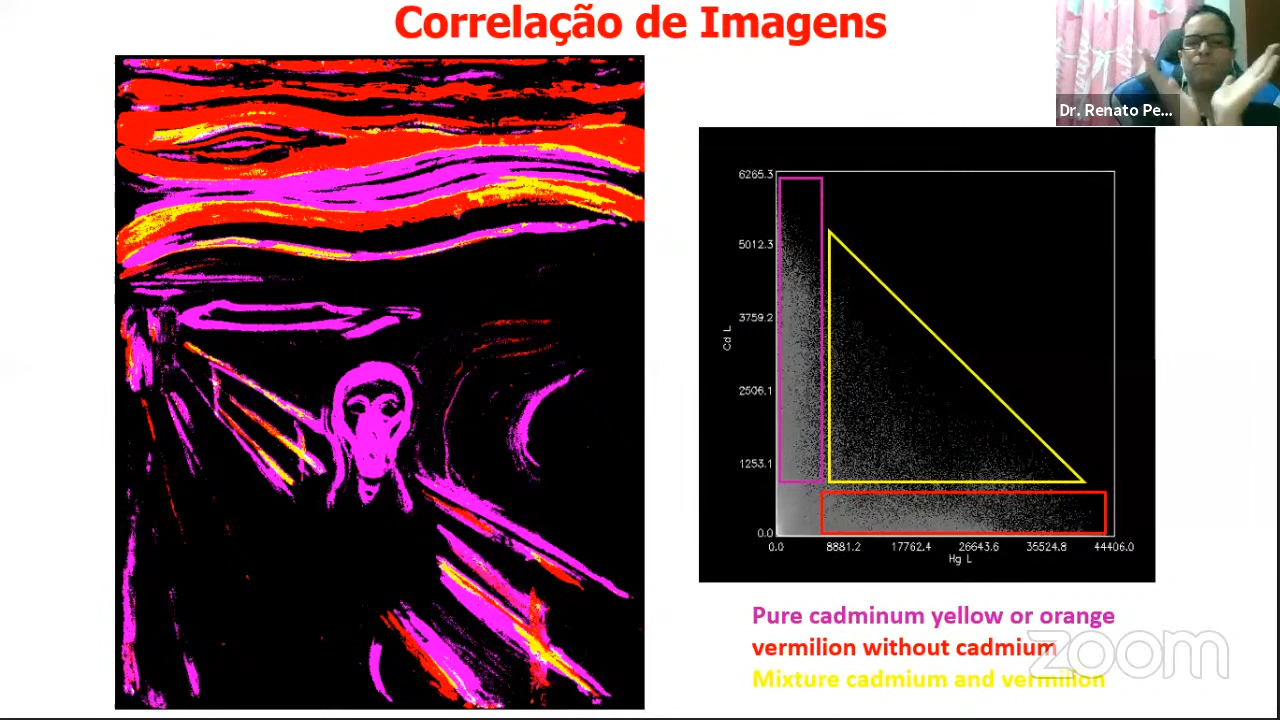 Correlação de Imagens
Dr. Renato Pe...
6265.3
5012.3
3759.2
2506.1
1253.1
0.0
Cd L
0.0 8881.2 17762.4 26643.6 35524.8 44406.0
Hg L
Pure cadminum yellow or orange
vermilion without cadmium
Mixture cadmium and vermilion
zoom